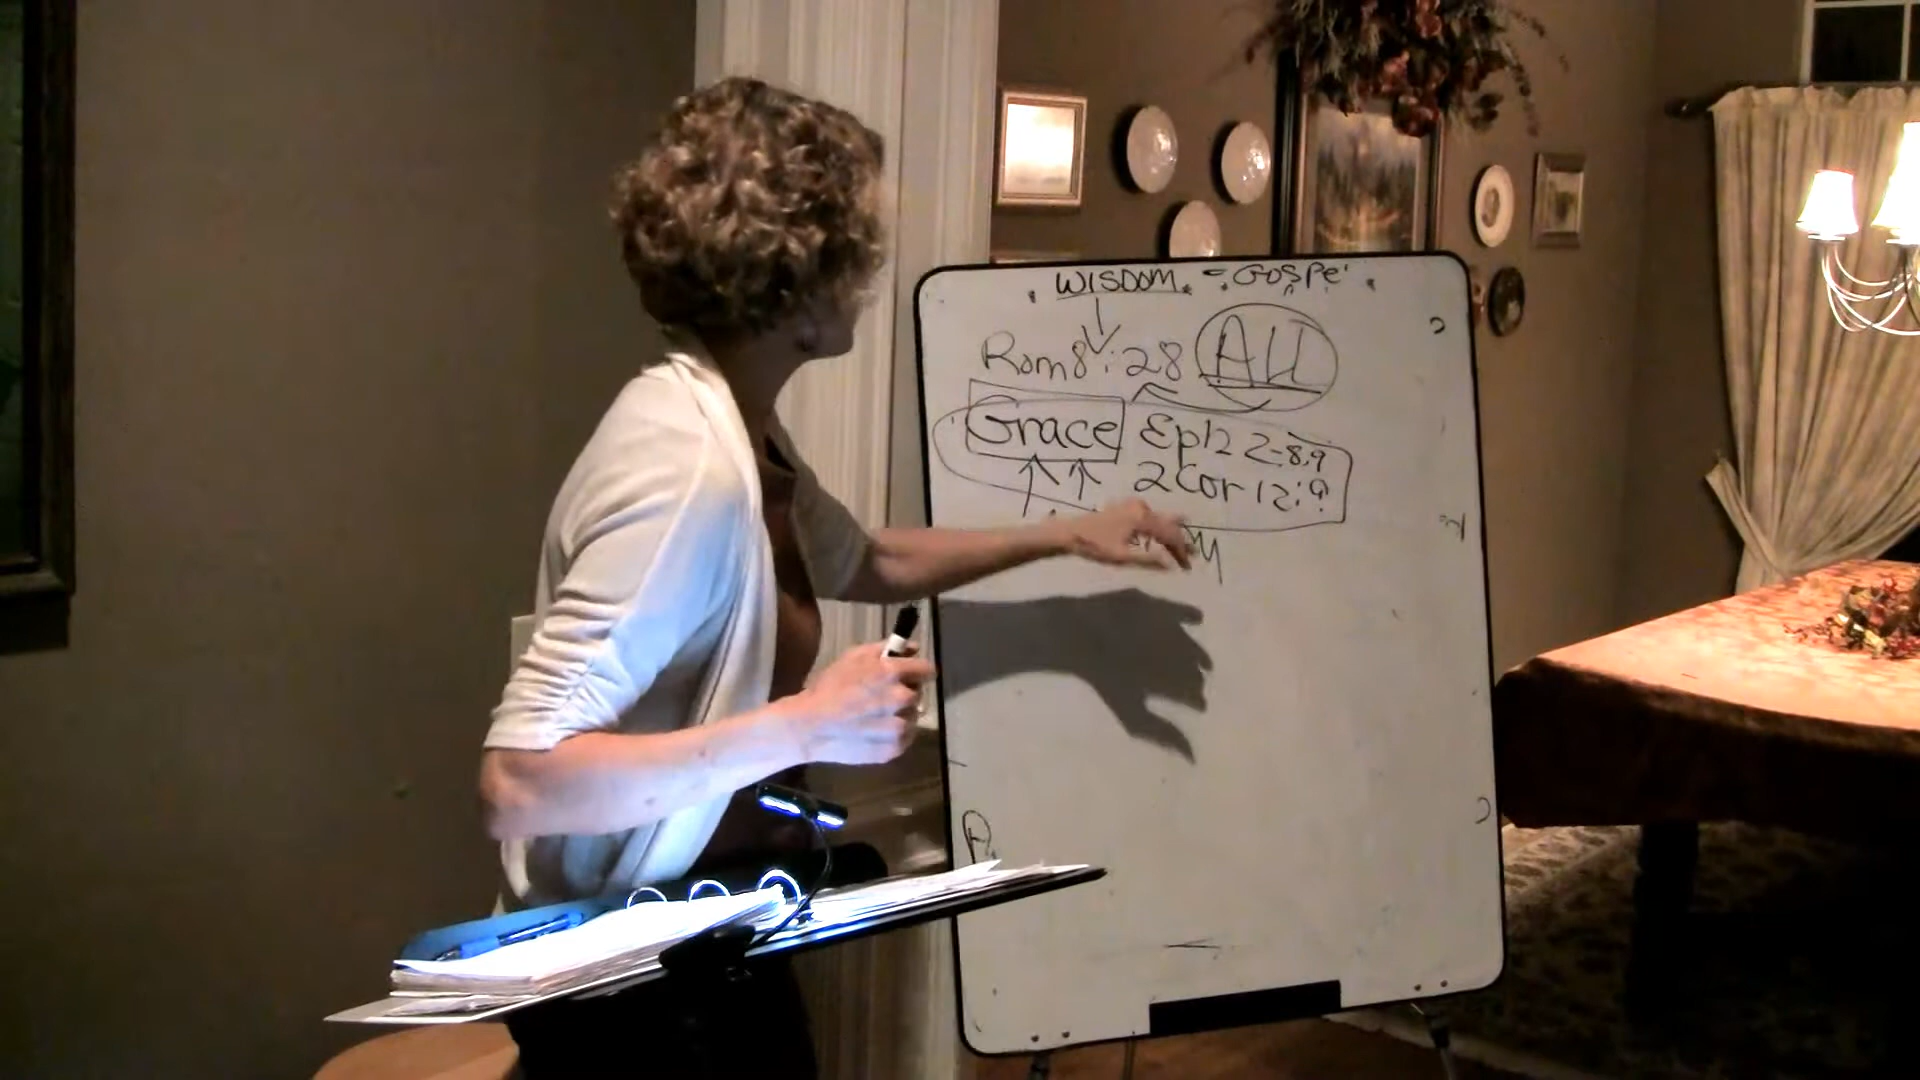 WISDOM = GOSPel
Rom 8:28 ALL
Grace Eph 2-8,9
2 Cor 12:9